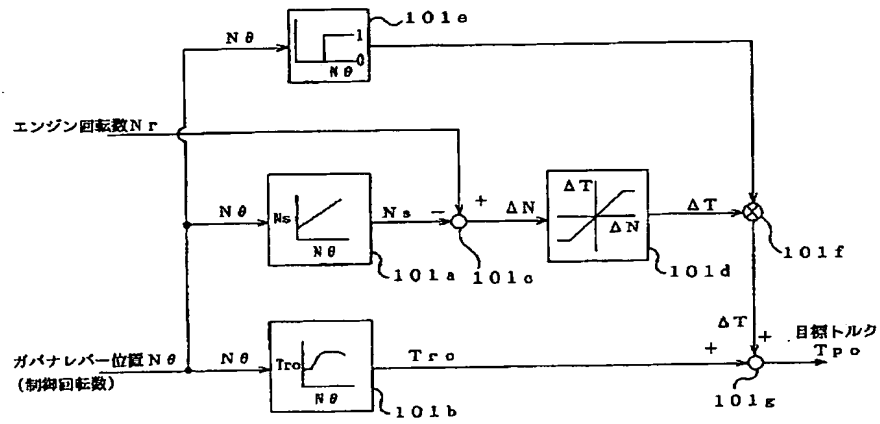 101e
1
0
Nθ
Nθ
エンジン回転数Nr
Nθ
Ns
Nθ
101a
Ns
−
+
101c
ΔN
ΔT
ΔN
101d
ΔT
101f
ΔT
+
目標トルク
Tpo
ガバナレバー位置Nθ
(制御回転数)
Nθ
Tro
Nθ
101b
Tro
+
101g